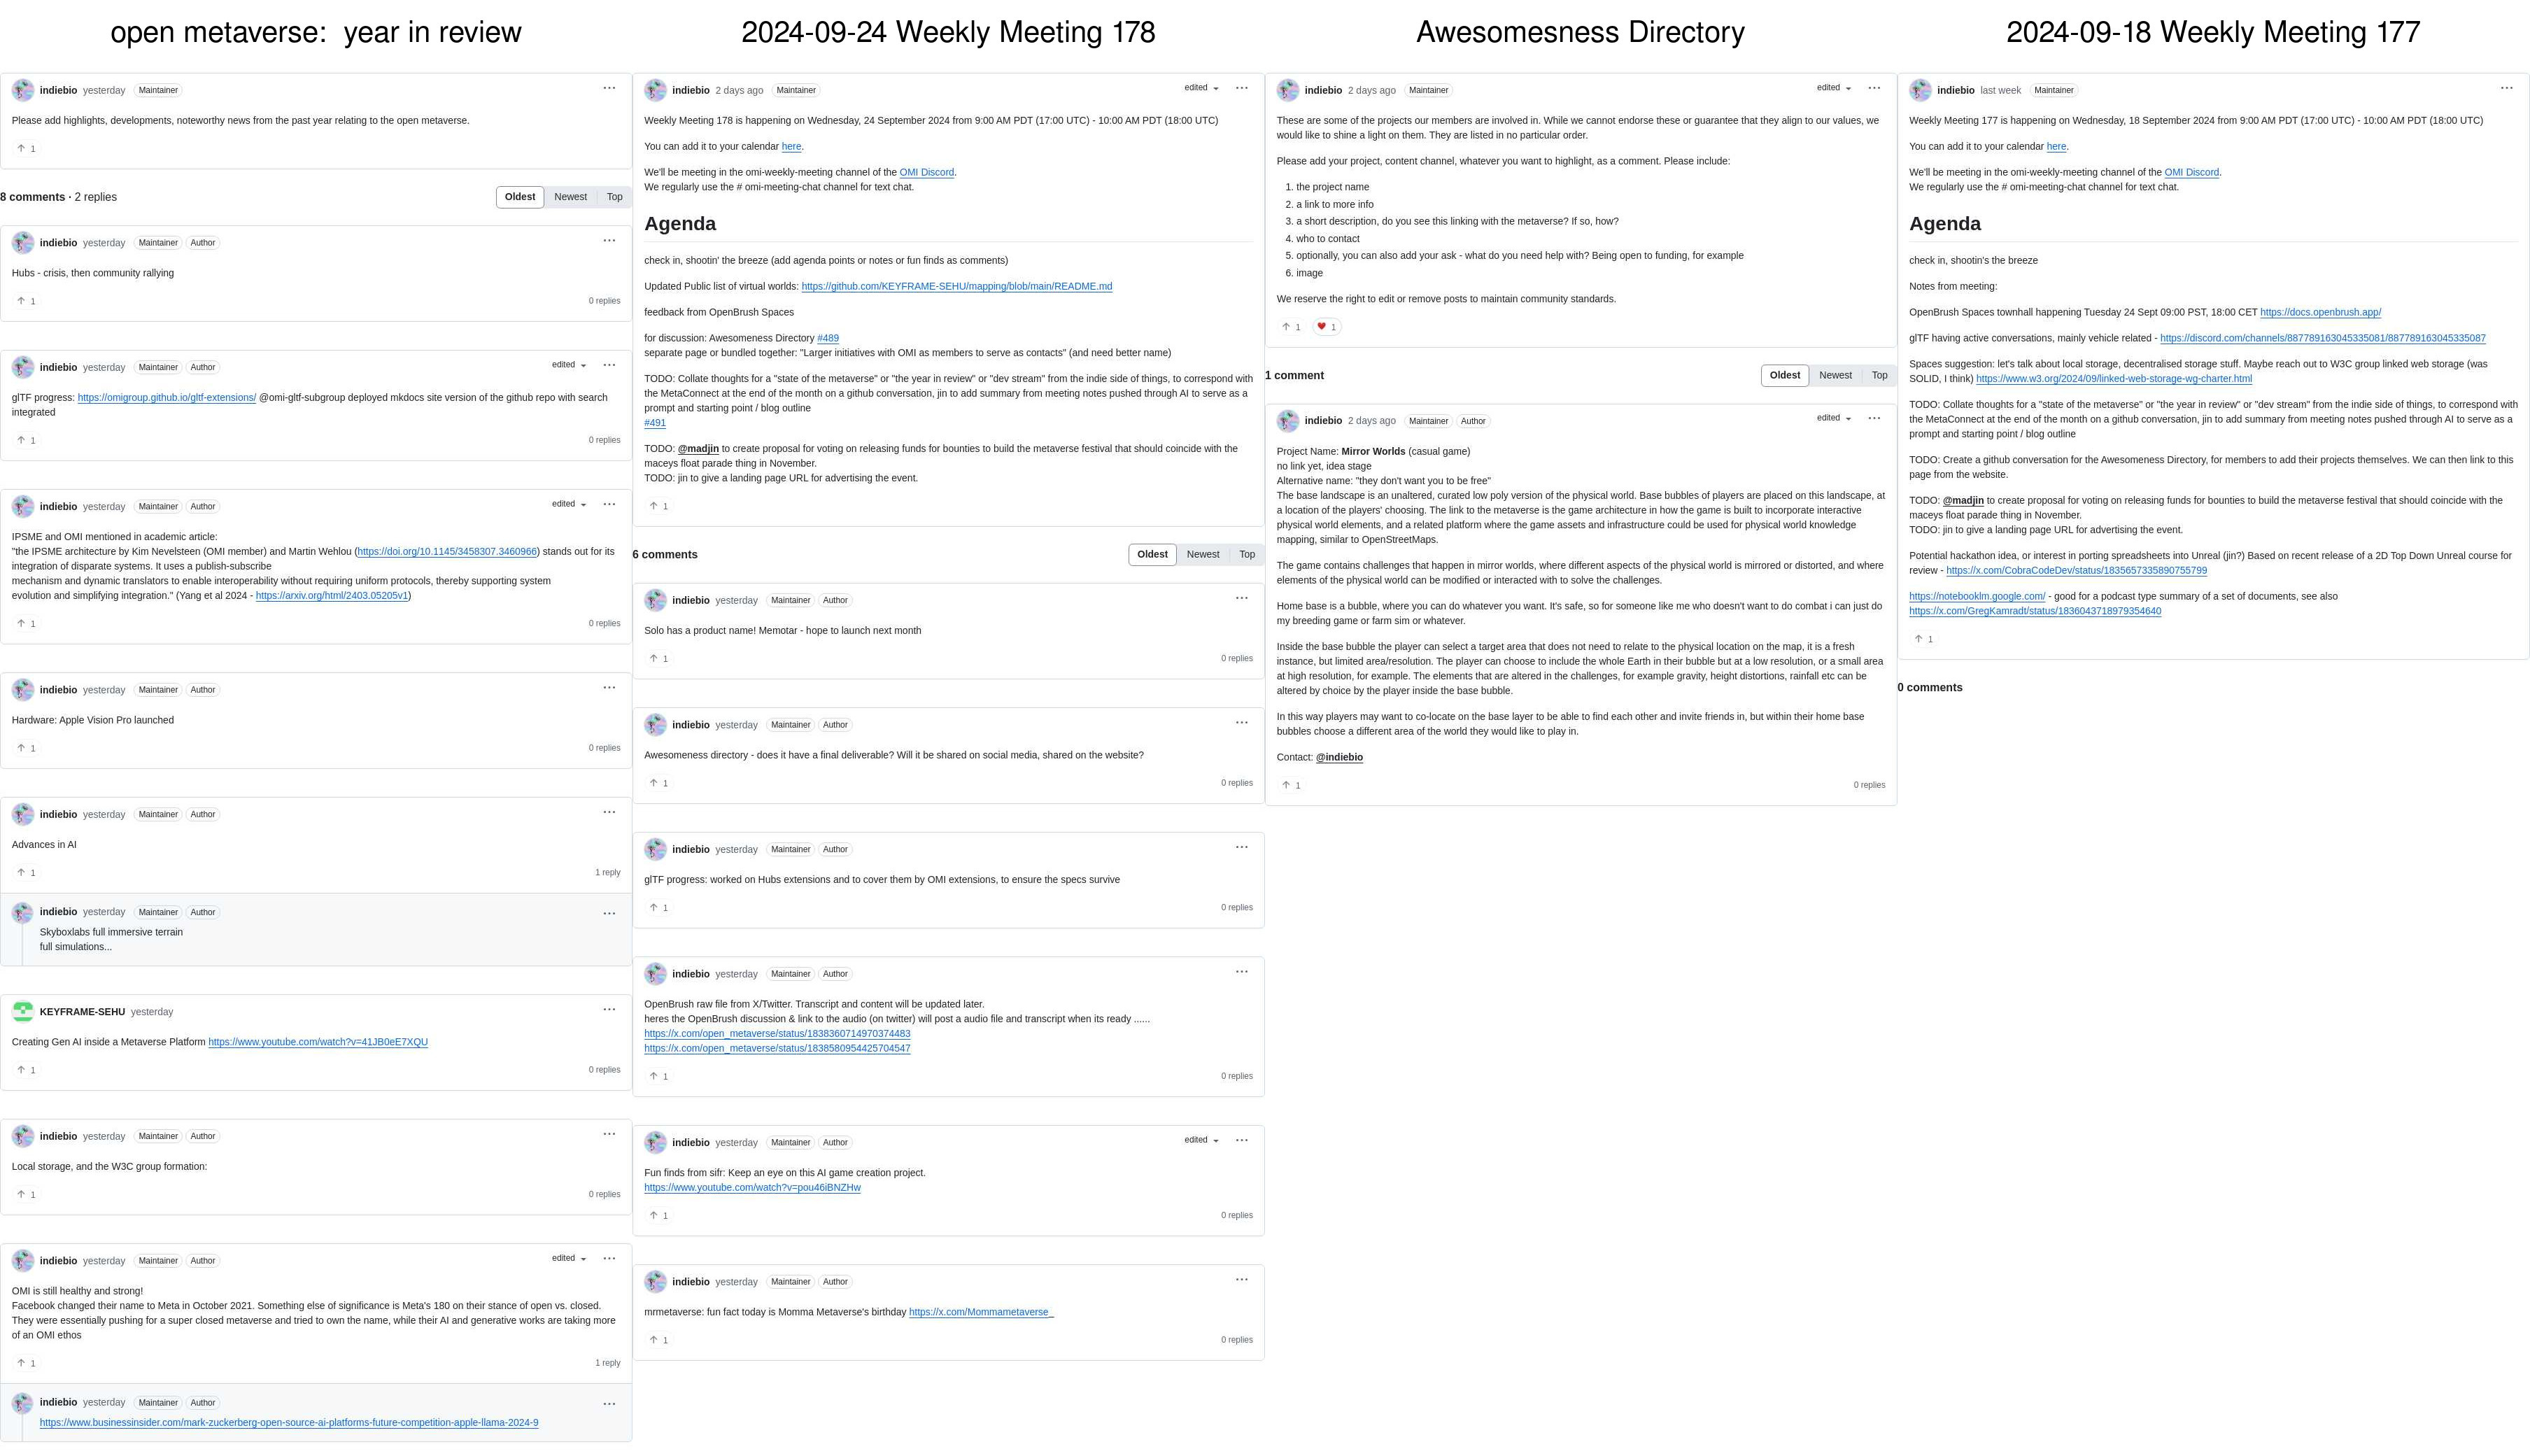 open metaverse:  year in review
indiebio yesterday Maintainer
Please add highlights, developments, noteworthy news from the past year relating to the open metaverse.
↑ 1
8 comments · 2 replies
Oldest Newest Top
indiebio yesterday Maintainer Author
Hubs - crisis, then community rallying
↑ 1 0 replies
indiebio yesterday Maintainer Author edited
glTF progress: https://omigroup.github.io/gltf-extensions/ @omi-gltf-subgroup deployed mkdocs site version of the github repo with search
integrated
↑ 1 0 replies
indiebio yesterday Maintainer Author edited
IPSME and OMI mentioned in academic article:
"the IPSME architecture by Kim Nevelsteen (OMI member) and Martin Wehlou (https://doi.org/10.1145/3458307.3460966) stands out for its
integration of disparate systems. It uses a publish-subscribe
mechanism and dynamic translators to enable interoperability without requiring uniform protocols, thereby supporting system
evolution and simplifying integration." (Yang et al 2024 - https://arxiv.org/html/2403.05205v1)
↑ 1 0 replies
indiebio yesterday Maintainer Author
Hardware: Apple Vision Pro launched
↑ 1 0 replies
indiebio yesterday Maintainer Author
Advances in AI
↑ 1 1 reply
indiebio yesterday Maintainer Author
Skyboxlabs full immersive terrain
full simulations...
KEYFRAME-SEHU yesterday
Creating Gen AI inside a Metaverse Platform https://www.youtube.com/watch?v=41JB0eE7XQU
↑ 1 0 replies
indiebio yesterday Maintainer Author
Local storage, and the W3C group formation:
↑ 1 0 replies
indiebio yesterday Maintainer Author edited
OMI is still healthy and strong!
Facebook changed their name to Meta in October 2021. Something else of significance is Meta's 180 on their stance of open vs. closed.
They were essentially pushing for a super closed metaverse and tried to own the name, while their AI and generative works are taking more
of an OMI ethos
↑ 1 1 reply
indiebio yesterday Maintainer Author
https://www.businessinsider.com/mark-zuckerberg-open-source-ai-platforms-future-competition-apple-llama-2024-9
2024-09-24 Weekly Meeting 178
indiebio 2 days ago Maintainer edited
Weekly Meeting 178 is happening on Wednesday, 24 September 2024 from 9:00 AM PDT (17:00 UTC) - 10:00 AM PDT (18:00 UTC)
You can add it to your calendar here.
We'll be meeting in the omi-weekly-meeting channel of the OMI Discord.
We regularly use the # omi-meeting-chat channel for text chat.
Agenda
check in, shootin' the breeze (add agenda points or notes or fun finds as comments)
Updated Public list of virtual worlds: https://github.com/KEYFRAME-SEHU/mapping/blob/main/README.md
feedback from OpenBrush Spaces
for discussion: Awesomeness Directory #489
separate page or bundled together: "Larger initiatives with OMI as members to serve as contacts" (and need better name)
TODO: Collate thoughts for a "state of the metaverse" or "the year in review" or "dev stream" from the indie side of things, to correspond with
the MetaConnect at the end of the month on a github conversation, jin to add summary from meeting notes pushed through AI to serve as a
prompt and starting point / blog outline
#491
TODO: @madjin to create proposal for voting on releasing funds for bounties to build the metaverse festival that should coincide with the
maceys float parade thing in November.
TODO: jin to give a landing page URL for advertising the event.
↑ 1
6 comments
Oldest Newest Top
indiebio yesterday Maintainer Author
Solo has a product name! Memotar - hope to launch next month
↑ 1 0 replies
indiebio yesterday Maintainer Author
Awesomeness directory - does it have a final deliverable? Will it be shared on social media, shared on the website?
↑ 1 0 replies
indiebio yesterday Maintainer Author
glTF progress: worked on Hubs extensions and to cover them by OMI extensions, to ensure the specs survive
↑ 1 0 replies
indiebio yesterday Maintainer Author
OpenBrush raw file from X/Twitter. Transcript and content will be updated later.
heres the OpenBrush discussion & link to the audio (on twitter) will post a audio file and transcript when its ready ......
https://x.com/open_metaverse/status/1838360714970374483
https://x.com/open_metaverse/status/1838580954425704547
↑ 1 0 replies
indiebio yesterday Maintainer Author edited
Fun finds from sifr: Keep an eye on this AI game creation project.
https://www.youtube.com/watch?v=pou46iBNZHw
↑ 1 0 replies
indiebio yesterday Maintainer Author
mrmetaverse: fun fact today is Momma Metaverse's birthday https://x.com/Mommametaverse_
↑ 1 0 replies
Awesomness Directory
indiebio 2 days ago Maintainer edited
These are some of the projects our members are involved in. While we cannot endorse these or guarantee that they align to our values, we
would like to shine a light on them. They are listed in no particular order.
Please add your project, content channel, whatever you want to highlight, as a comment. Please include:
1. the project name
2. a link to more info
3. a short description, do you see this linking with the metaverse? If so, how?
4. who to contact
5. optionally, you can also add your ask - what do you need help with? Being open to funding, for example
6. image
We reserve the right to edit or remove posts to maintain community standards.
↑ 1 ❤ 1
1 comment
Oldest Newest Top
indiebio 2 days ago Maintainer Author edited
Project Name: Mirror Worlds (casual game)
no link yet, idea stage
Alternative name: "they don't want you to be free"
The base landscape is an unaltered, curated low poly version of the physical world. Base bubbles of players are placed on this landscape, at
a location of the players' choosing. The link to the metaverse is the game architecture in how the game is built to incorporate interactive
physical world elements, and a related platform where the game assets and infrastructure could be used for physical world knowledge
mapping, similar to OpenStreetMaps.
The game contains challenges that happen in mirror worlds, where different aspects of the physical world is mirrored or distorted, and where
elements of the physical world can be modified or interacted with to solve the challenges.
Home base is a bubble, where you can do whatever you want. It's safe, so for someone like me who doesn't want to do combat i can just do
my breeding game or farm sim or whatever.
Inside the base bubble the player can select a target area that does not need to relate to the physical location on the map, it is a fresh
instance, but limited area/resolution. The player can choose to include the whole Earth in their bubble but at a low resolution, or a small area
at high resolution, for example. The elements that are altered in the challenges, for example gravity, height distortions, rainfall etc can be
altered by choice by the player inside the base bubble.
In this way players may want to co-locate on the base layer to be able to find each other and invite friends in, but within their home base
bubbles choose a different area of the world they would like to play in.
Contact: @indiebio
↑ 1 0 replies
2024-09-18 Weekly Meeting 177
indiebio last week Maintainer
Weekly Meeting 177 is happening on Wednesday, 18 September 2024 from 9:00 AM PDT (17:00 UTC) - 10:00 AM PDT (18:00 UTC)
You can add it to your calendar here.
We'll be meeting in the omi-weekly-meeting channel of the OMI Discord.
We regularly use the # omi-meeting-chat channel for text chat.
Agenda
check in, shootin's the breeze
Notes from meeting:
OpenBrush Spaces townhall happening Tuesday 24 Sept 09:00 PST, 18:00 CET https://docs.openbrush.app/
glTF having active conversations, mainly vehicle related - https://discord.com/channels/887789163045335081/887789163045335087
Spaces suggestion: let's talk about local storage, decentralised storage stuff. Maybe reach out to W3C group linked web storage (was
SOLID, I think) https://www.w3.org/2024/09/linked-web-storage-wg-charter.html
TODO: Collate thoughts for a "state of the metaverse" or "the year in review" or "dev stream" from the indie side of things, to correspond with
the MetaConnect at the end of the month on a github conversation, jin to add summary from meeting notes pushed through AI to serve as a
prompt and starting point / blog outline
TODO: Create a github conversation for the Awesomeness Directory, for members to add their projects themselves. We can then link to this
page from the website.
TODO: @madjin to create proposal for voting on releasing funds for bounties to build the metaverse festival that should coincide with the
maceys float parade thing in November.
TODO: jin to give a landing page URL for advertising the event.
Potential hackathon idea, or interest in porting spreadsheets into Unreal (jin?) Based on recent release of a 2D Top Down Unreal course for
review - https://x.com/CobraCodeDev/status/1835657335890755799
https://notebooklm.google.com/ - good for a podcast type summary of a set of documents, see also
https://x.com/GregKamradt/status/1836043718979354640
↑ 1
0 comments